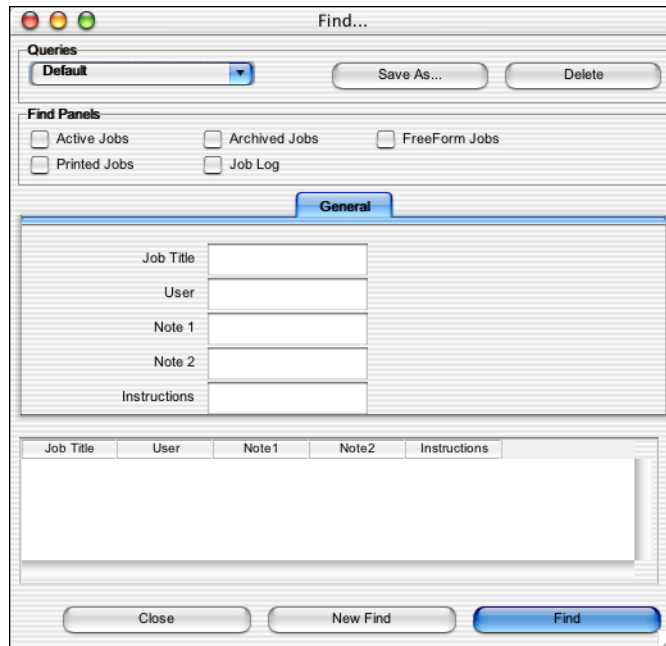 Find...
Queries
Default
Save As...
Delete
Find Panels
Active Jobs
Archived Jobs
FreeForm Jobs
Printed Jobs
Job Log
General
Job Title
User
Note 1
Note 2
Instructions
Job Title User Note1 Note2 Instructions
Close
New Find
Find